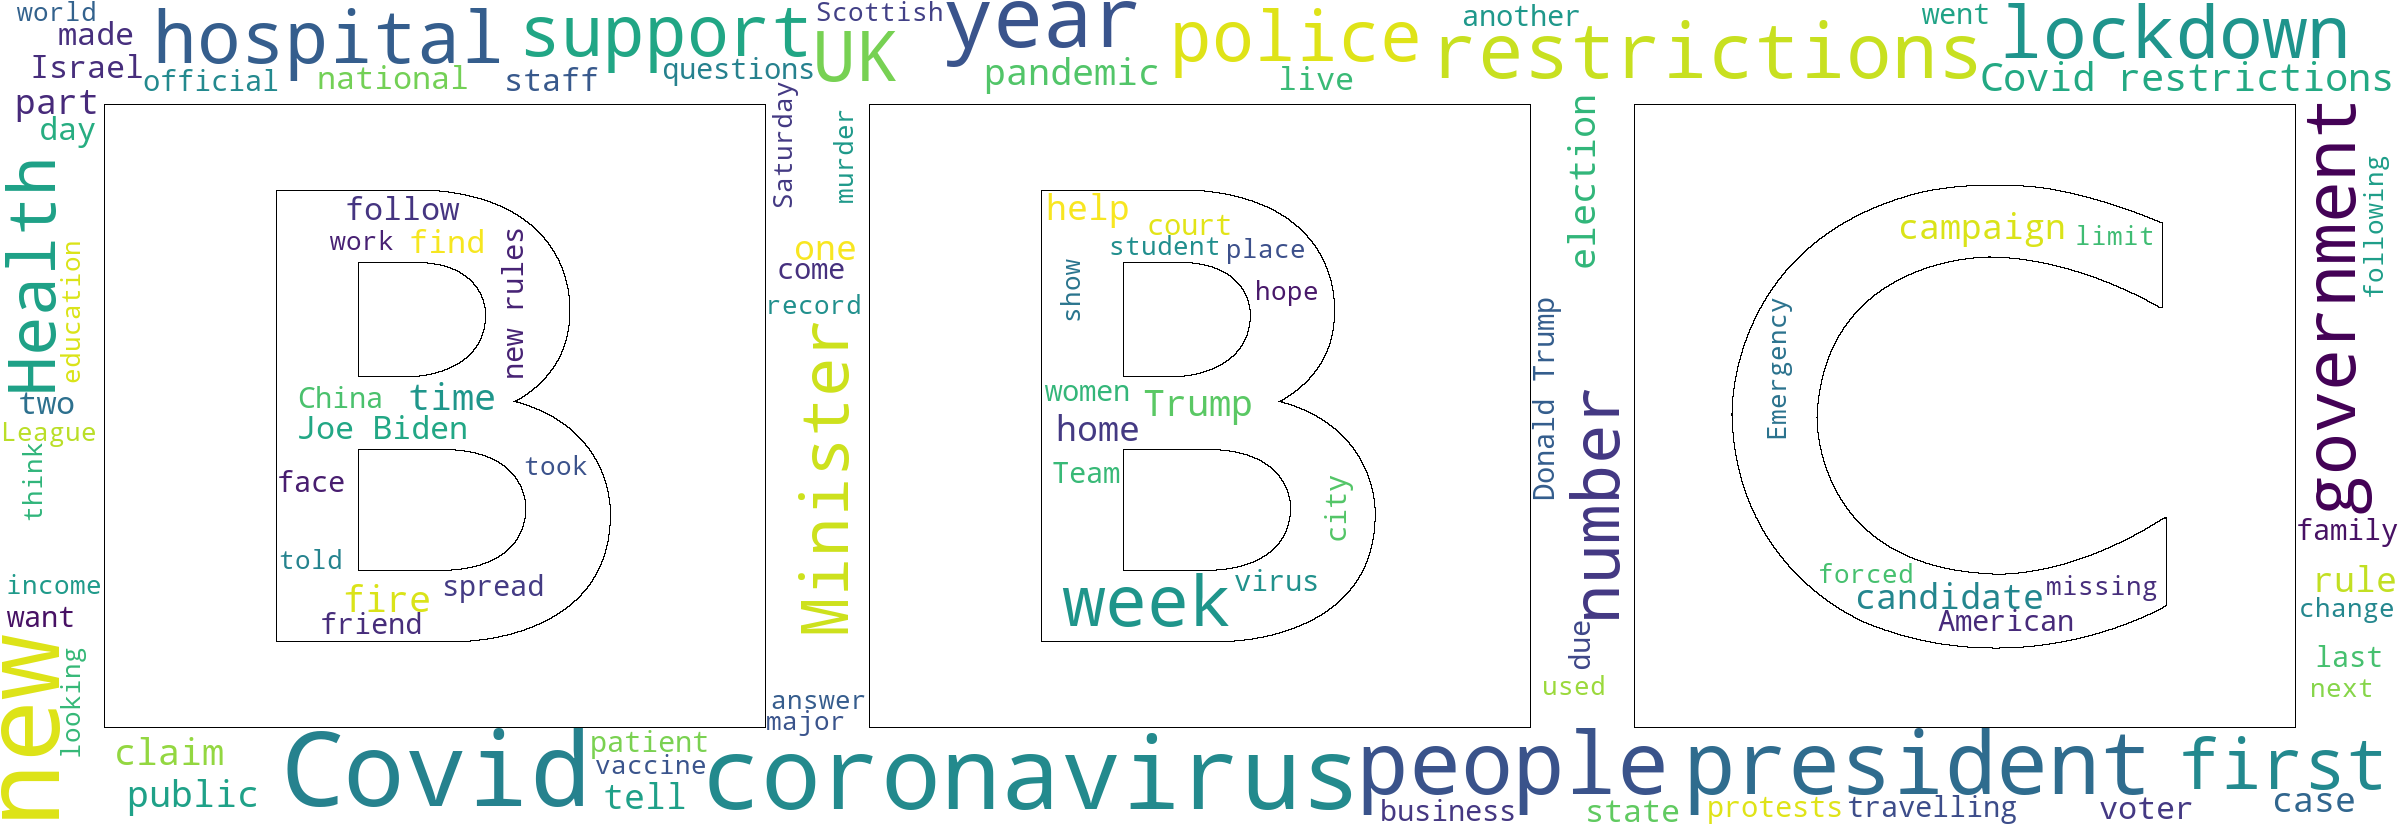 world
made
Israel
part
day
hospital
official
national
support
staff
questions
Scottish
UK
year
pandemic
police
live
another
restrictions
went
lockdown
Covid restrictions
Health
education
two
League
think
income
want
new
looking
B
follow
work
find
new rules
China
time
Joe Biden
face
took
told
fire
spread
friend
Saturday
murder
one
come
record
Minister
answer
major
B
help
court
student
place
show
hope
women
Trump
home
Team
city
week
virus
election
Donald Trump
number
due
used
C
campaign
limit
Emergency
forced
candidate
missing
American
government
following
family
rule
change
last
next
claim
public
Covid
patient
vaccine
tell
coronavirus
people
business
state
president
protests
travelling
voter
first
case